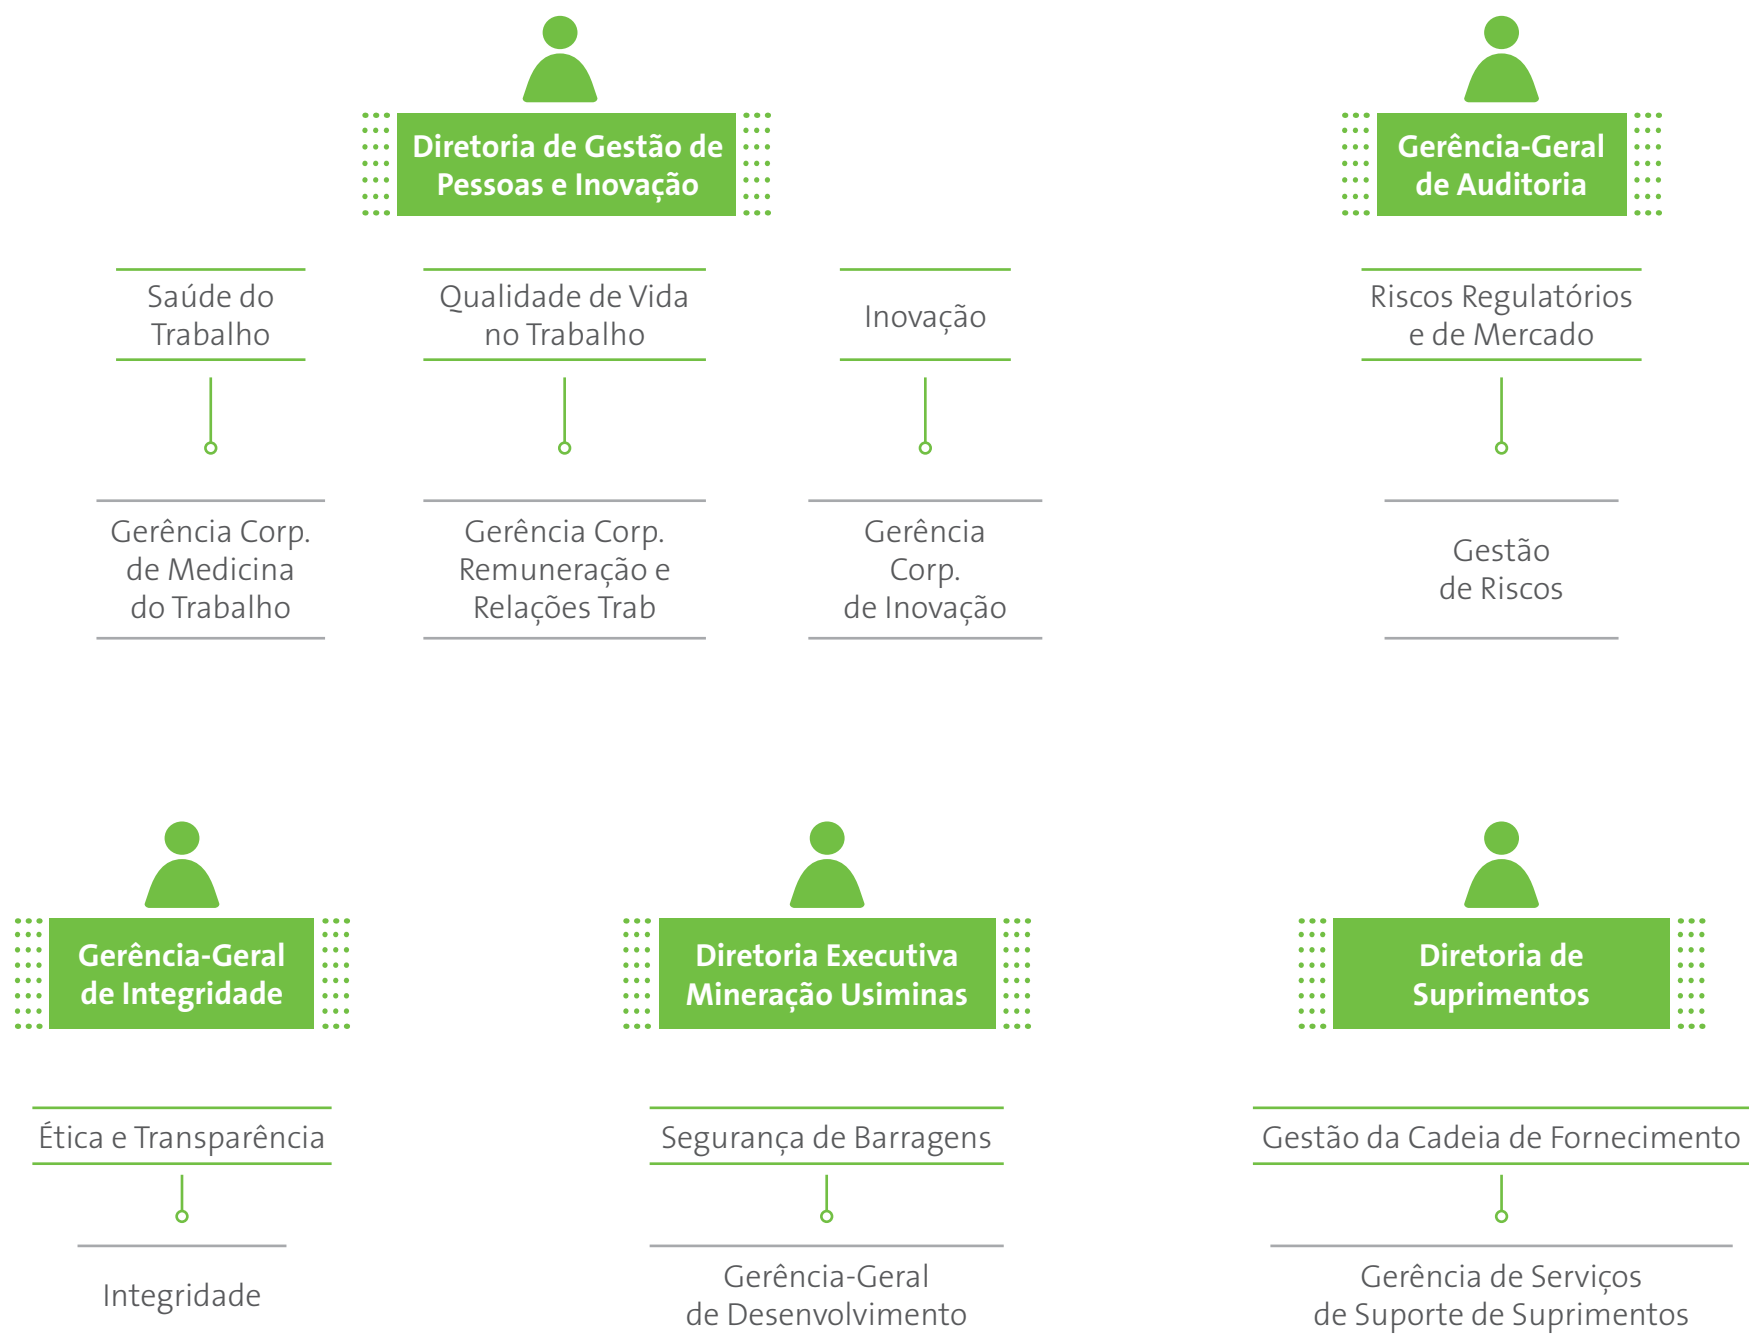 Diretoria de Gestão de
Pessoas e Inovação
Gerência-Geral
de Auditoria
Saúde do
Trabalho
Qualidade de Vida
no Trabalho
Inovação
Riscos Regulatórios
e de Mercado
Gerência Corp.
de Medicina
do Trabalho
Gerência Corp.
Remuneração e
Relações Trab
Gerência
Corp.
de Inovação
Gestão
de Riscos
Gerência-Geral
de Integridade
Diretoria Executiva
Mineração Usiminas
Diretoria de
Suprimentos
Ética e Transparência
Segurança de Barragens
Gestão da Cadeia de Fornecimento
Integridade
Gerência-Geral
de Desenvolvimento
Gerência de Serviços
de Suporte de Suprimentos